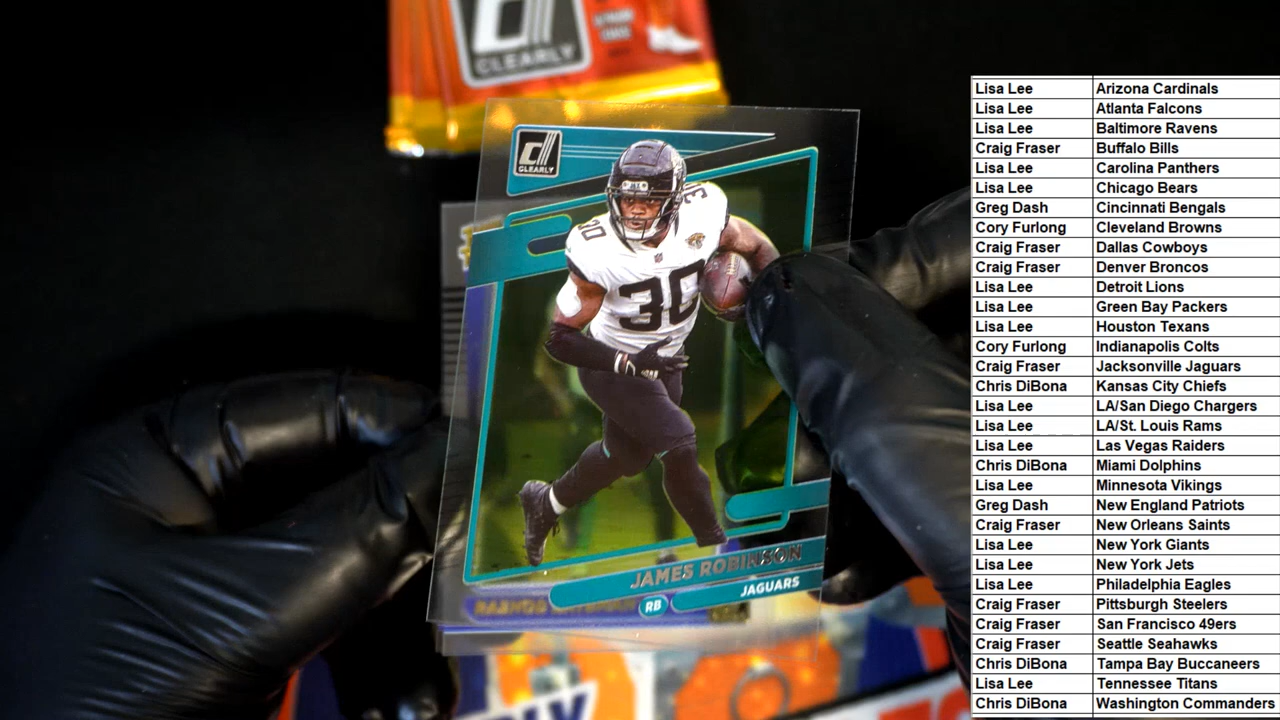 CLEARLY
CLEARLY
30
30
30
JAMES ROBINSON
JAGUARS
RB
Lisa Lee Arizona Cardinals
Lisa Lee Atlanta Falcons
Lisa Lee Baltimore Ravens
Craig Fraser Buffalo Bills
Lisa Lee Carolina Panthers
Lisa Lee Chicago Bears
Greg Dash Cincinnati Bengals
Cory Furlong Cleveland Browns
Craig Fraser Dallas Cowboys
Craig Fraser Denver Broncos
Lisa Lee Detroit Lions
Lisa Lee Green Bay Packers
Lisa Lee Houston Texans
Cory Furlong Indianapolis Colts
Craig Fraser Jacksonville Jaguars
Chris DiBona Kansas City Chiefs
Lisa Lee LA/San Diego Chargers
Lisa Lee LA/St. Louis Rams
Lisa Lee Las Vegas Raiders
Chris DiBona Miami Dolphins
Lisa Lee Minnesota Vikings
Greg Dash New England Patriots
Craig Fraser New Orleans Saints
Lisa Lee New York Giants
Lisa Lee New York Jets
Lisa Lee Philadelphia Eagles
Craig Fraser Pittsburgh Steelers
Craig Fraser San Francisco 49ers
Craig Fraser Seattle Seahawks
Chris DiBona Tampa Bay Buccaneers
Lisa Lee Tennessee Titans
Chris DiBona Washington Commanders